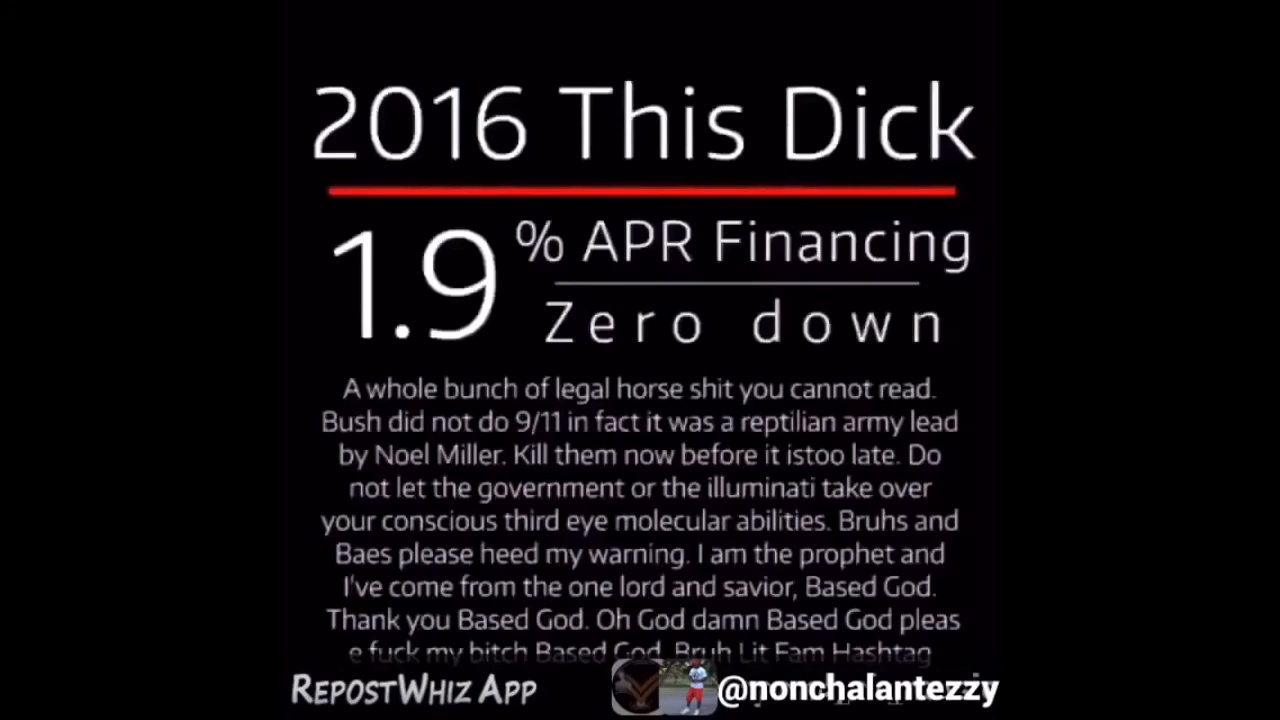 2016 This Dick
1.9% APR Financing
Zero down
A whole bunch of legal horse shit you cannot read.
Bush did not do 9/11 in fact it was a reptilian army lead
by Noel Miller. Kill them now before it istoo late. Do
not let the government or the illuminati take over
your conscious third eye molecular abilities. Bruhs and
Baes please heed my warning. I am the prophet and
I've come from the one lord and savior, Based God.
Thank you Based God. Oh God damn Based God pleas
e fuck my bitch Based God. Bruh Lit Fam Hashtag
REPOSTWHIZ APP
@nonchalantezzy